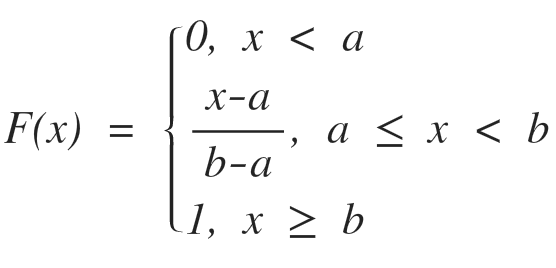 F(x) = { 0, x < a
x-a
b-a , a ≤ x < b
1, x ≥ b